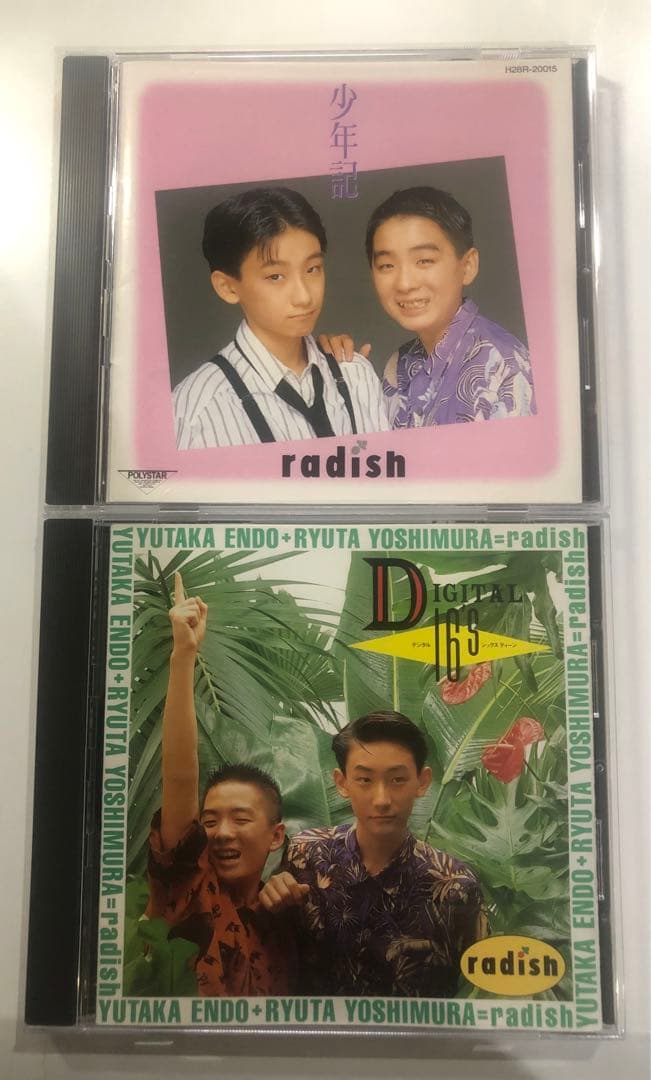 H28R-20015
少年記
radish
POLYSTAR
YUTAKA ENDO+RYUTA YOSHIMURA=radish
YUTAKA ENDO+RYUTA YOSHIMURA=radish
DIGITAL
16's
デジタル シックスティーン
YUTAKA ENDO+RYUTA YOSHIMURA=radish
radish
YUTAKA ENDO+RYUTA YOSHIMURA=radish